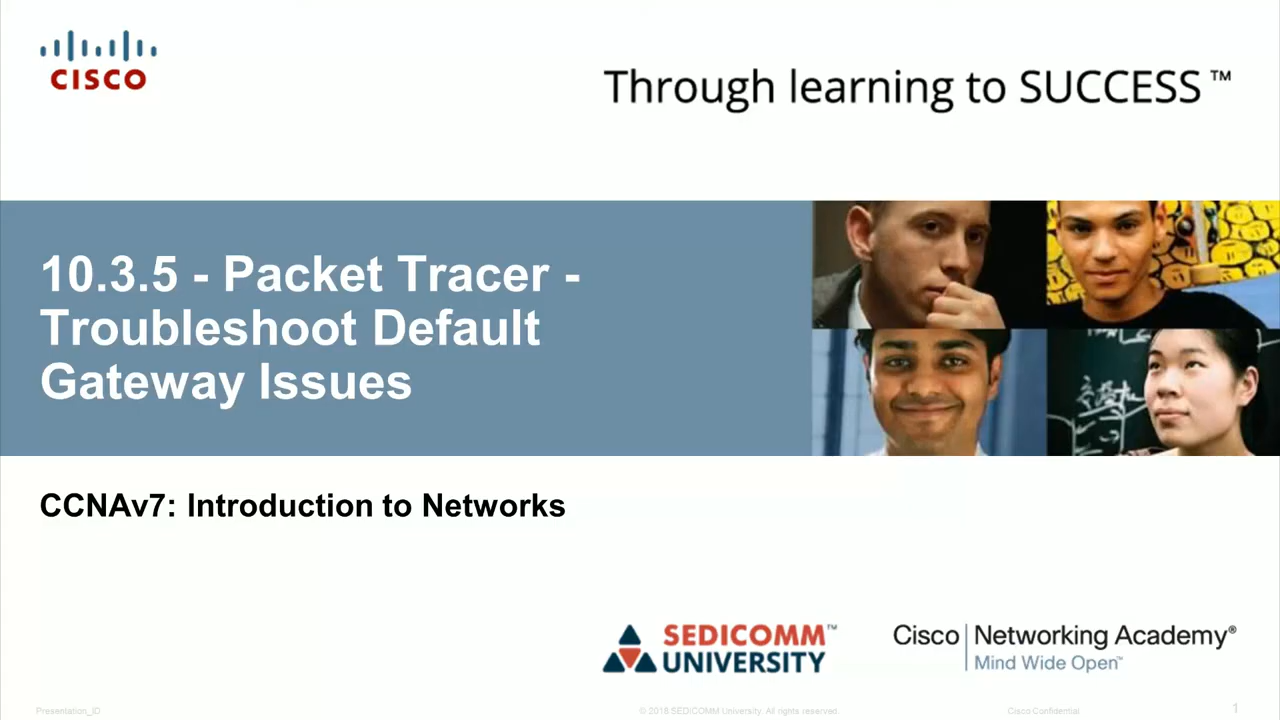 CISCO
Through learning to SUCCESS™
10.3.5 - Packet Tracer -
Troubleshoot Default
Gateway Issues
CCNAv7: Introduction to Networks
SEDICOMM™
UNIVERSITY
Cisco Networking Academy®
Mind Wide Open™
Presentation_ID
© 2018 SEDICOMM University. All rights reserved.
Cisco Confidential
1